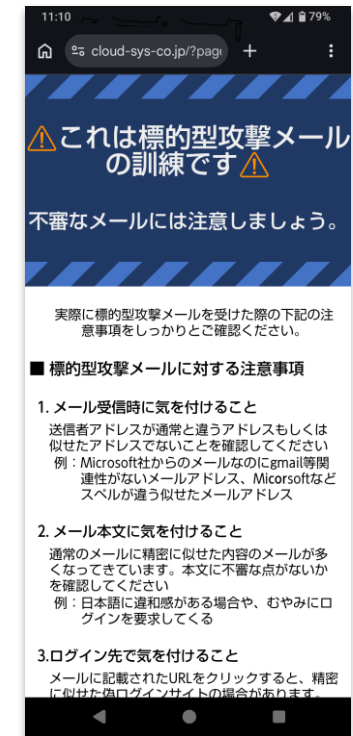 11:10
79%
cloud-sys-co.jp/?page
⚠これは標的型攻撃メール
の訓練です⚠
不審なメールには注意しましょう。
実際に標的型攻撃メールを受けた際の下記の注
意事項をしっかりとご確認ください。
■ 標的型攻撃メールに対する注意事項
1. メール受信時に気を付けること
送信者アドレスが通常と違うアドレスもしくは
似せたアドレスでないことを確認してください
例：Microsoft社からのメールなのにgmail等関
連性がないメールアドレス、Micorsoftなど
スペルが違う似せたメールアドレス
2. メール本文に気を付けること
通常のメールに精密に似せた内容のメールが多
くなってきています。本文に不審な点がないか
を確認してください
例：日本語に違和感がある場合や、むやみにロ
グインを要求してくる
3.ログイン先で気を付けること
メールに記載されたURLをクリックすると、精密
に似せた偽ログインサイトの場合があります。